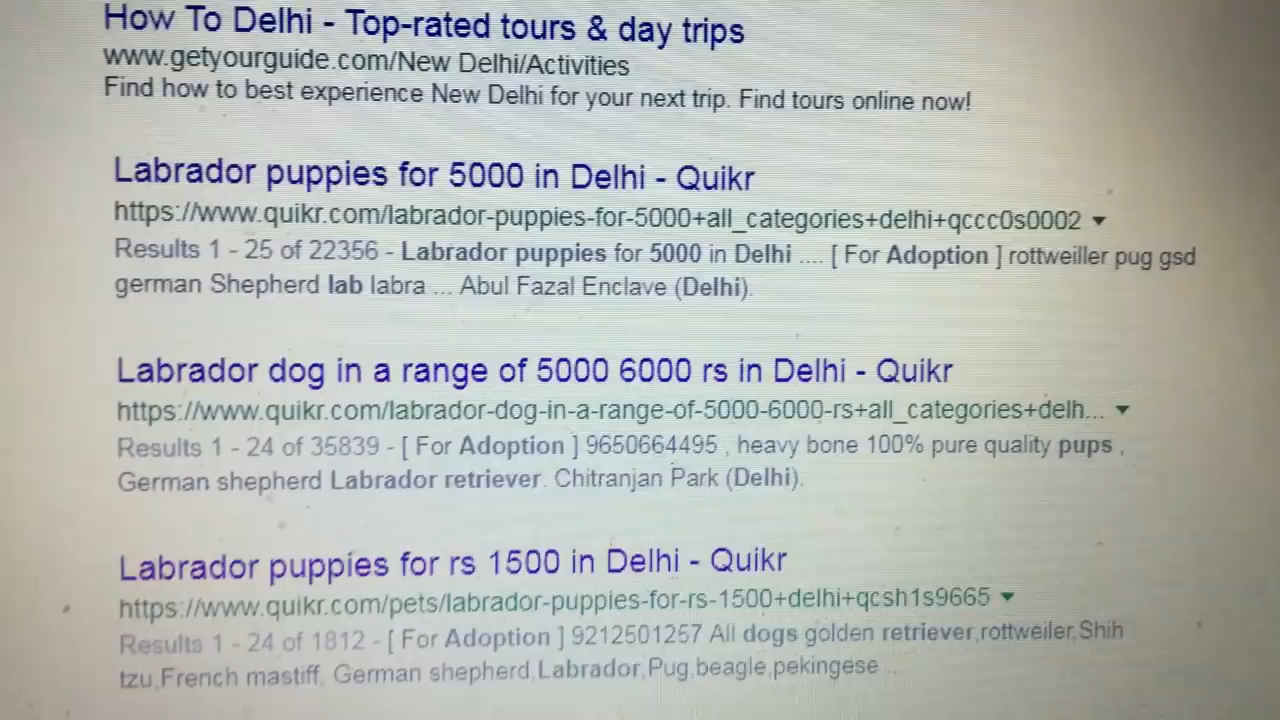 How To Delhi - Top-rated tours & day trips
www.getyourguide.com/New Delhi/Activities
Find how to best experience New Delhi for your next trip. Find tours online now!
Labrador puppies for 5000 in Delhi - Quikr
https://www.quikr.com/labrador-puppies-for-5000+all_categories+delhi+qccc0s0002
Results 1 - 25 of 22356 - Labrador puppies for 5000 in Delhi .... [ For Adoption ] rottweiller pug gsd
german Shepherd lab labra ... Abul Fazal Enclave (Delhi).
Labrador dog in a range of 5000 6000 rs in Delhi - Quikr
https://www.quikr.com/labrador-dog-in-a-range-of-5000-6000-rs+all_categories+delh...
Results 1 - 24 of 35839 - [ For Adoption ] 9650664495 , heavy bone 100% pure quality pups ,
German shepherd Labrador retriever. Chitranjan Park (Delhi).
Labrador puppies for rs 1500 in Delhi - Quikr
https://www.quikr.com/pets/labrador-puppies-for-rs-1500+delhi+qcsh1s9665
Results 1 - 24 of 1812 - [ For Adoption ] 9212501257 All dogs golden retriever,rottweiler,Shih
tzu,French mastiff, German shepherd,Labrador,Pug,beagle,pekingese ...